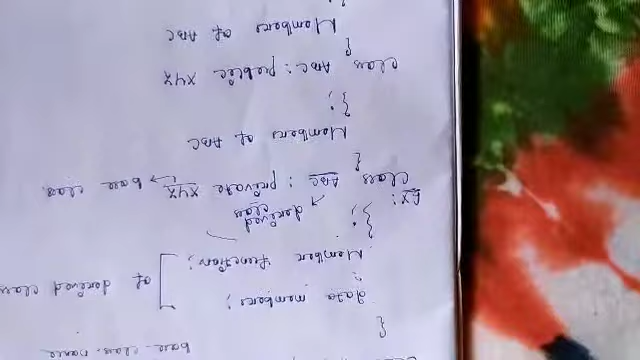 base class. name
{
data members;
Member function; ] of derived class
};
derived class
Ex: class ABC : private XYZ → base class.
{
Members of ABC
};
class ABC : public XYZ
{
Members of ABC